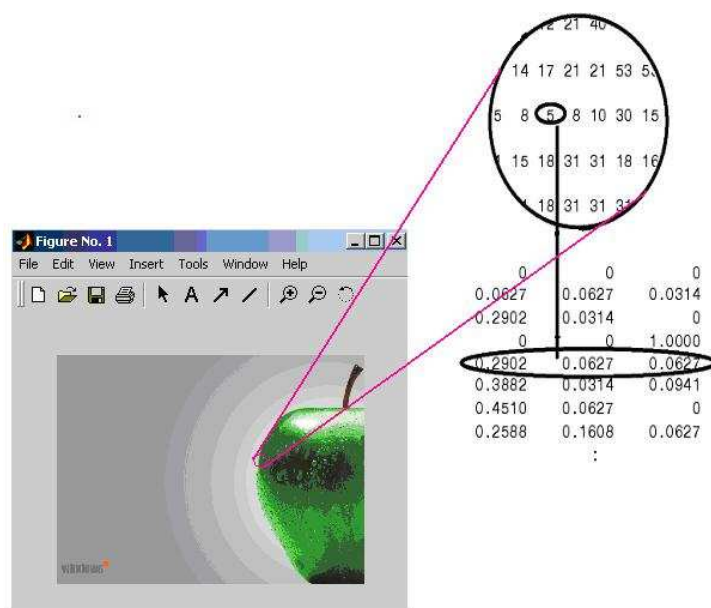 12 21 40
14 17 21 21 53 53
5 8 5 8 10 30 15
15 18 31 31 18 16
18 31 31 31
Figure No. 1
File Edit View Insert Tools Window Help
A
0 0 0
0.0627 0.0627 0.0314
0.2902 0.0314 0
0 0 1.0000
0.2902 0.0627 0.0627
0.3882 0.0314 0.0941
0.4510 0.0627 0
0.2588 0.1608 0.0627
:
windows